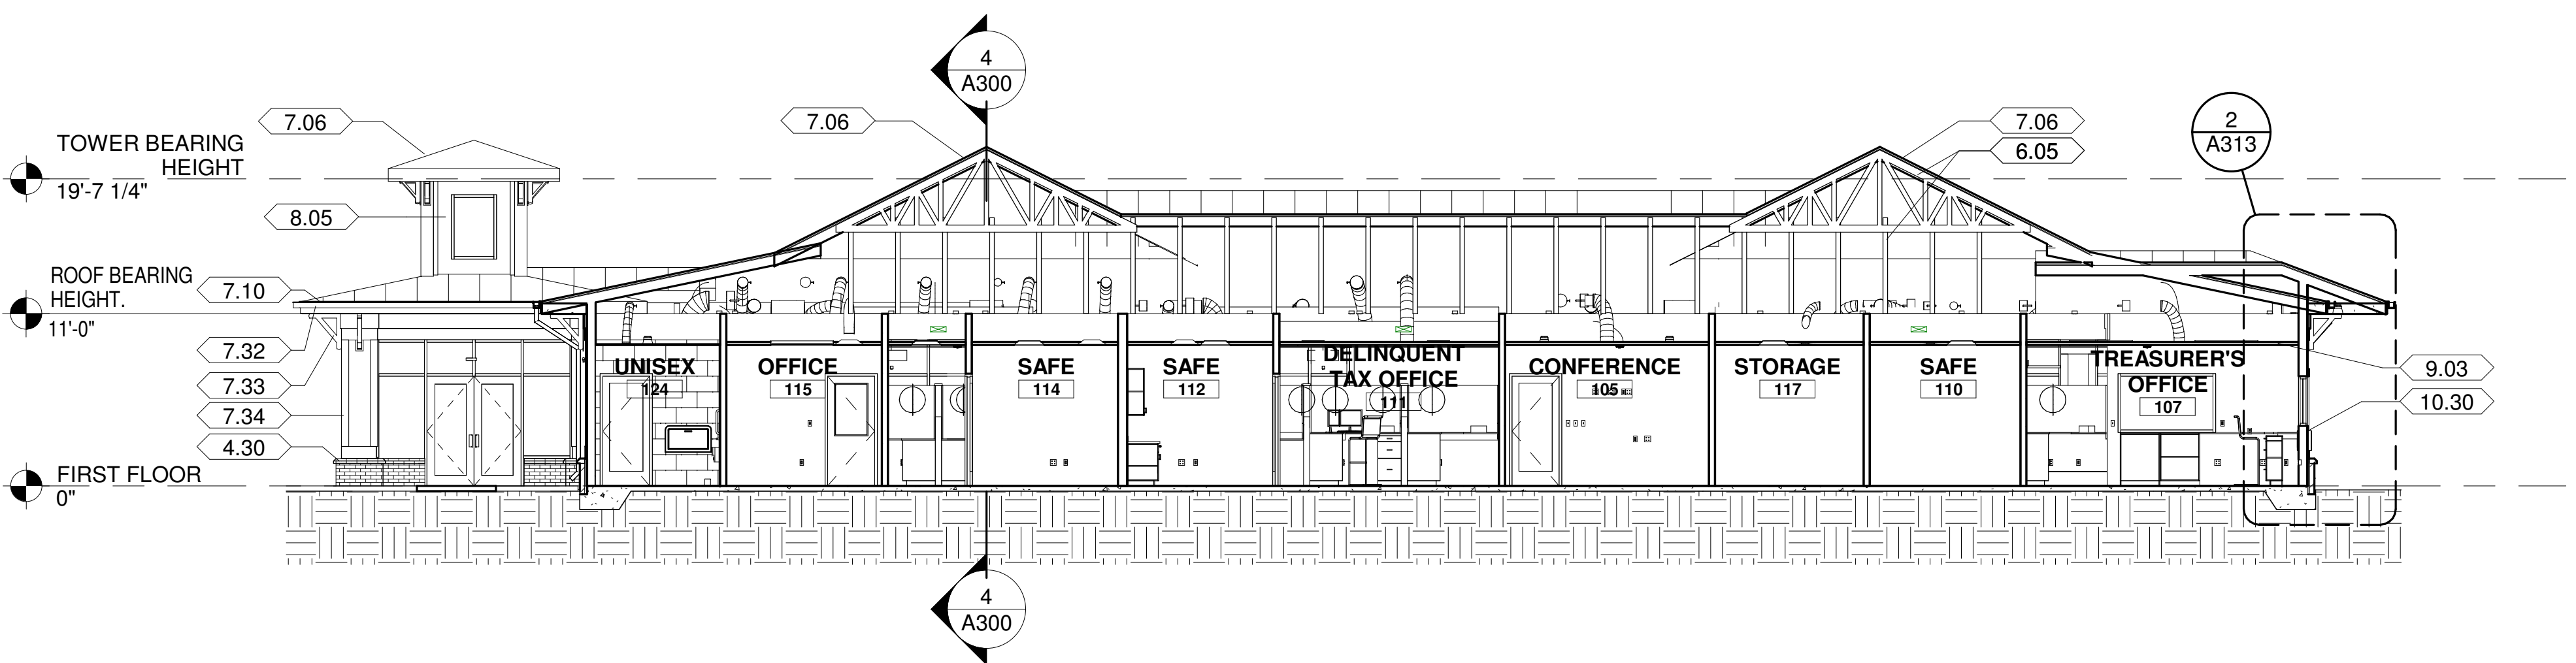 4
A300
7.06
7.06
7.06
6.05
2
A313
TOWER BEARING
HEIGHT
19'-7 1/4"
8.05
ROOF BEARING
HEIGHT.
11'-0"
7.10
7.32
7.33
7.34
4.30
FIRST FLOOR
0"
UNISEX
124
OFFICE
115
SAFE
114
SAFE
112
DELINQUENT
TAX OFFICE
111
CONFERENCE
105
STORAGE
117
SAFE
110
TREASURER'S
OFFICE
107
9.03
10.30
4
A300